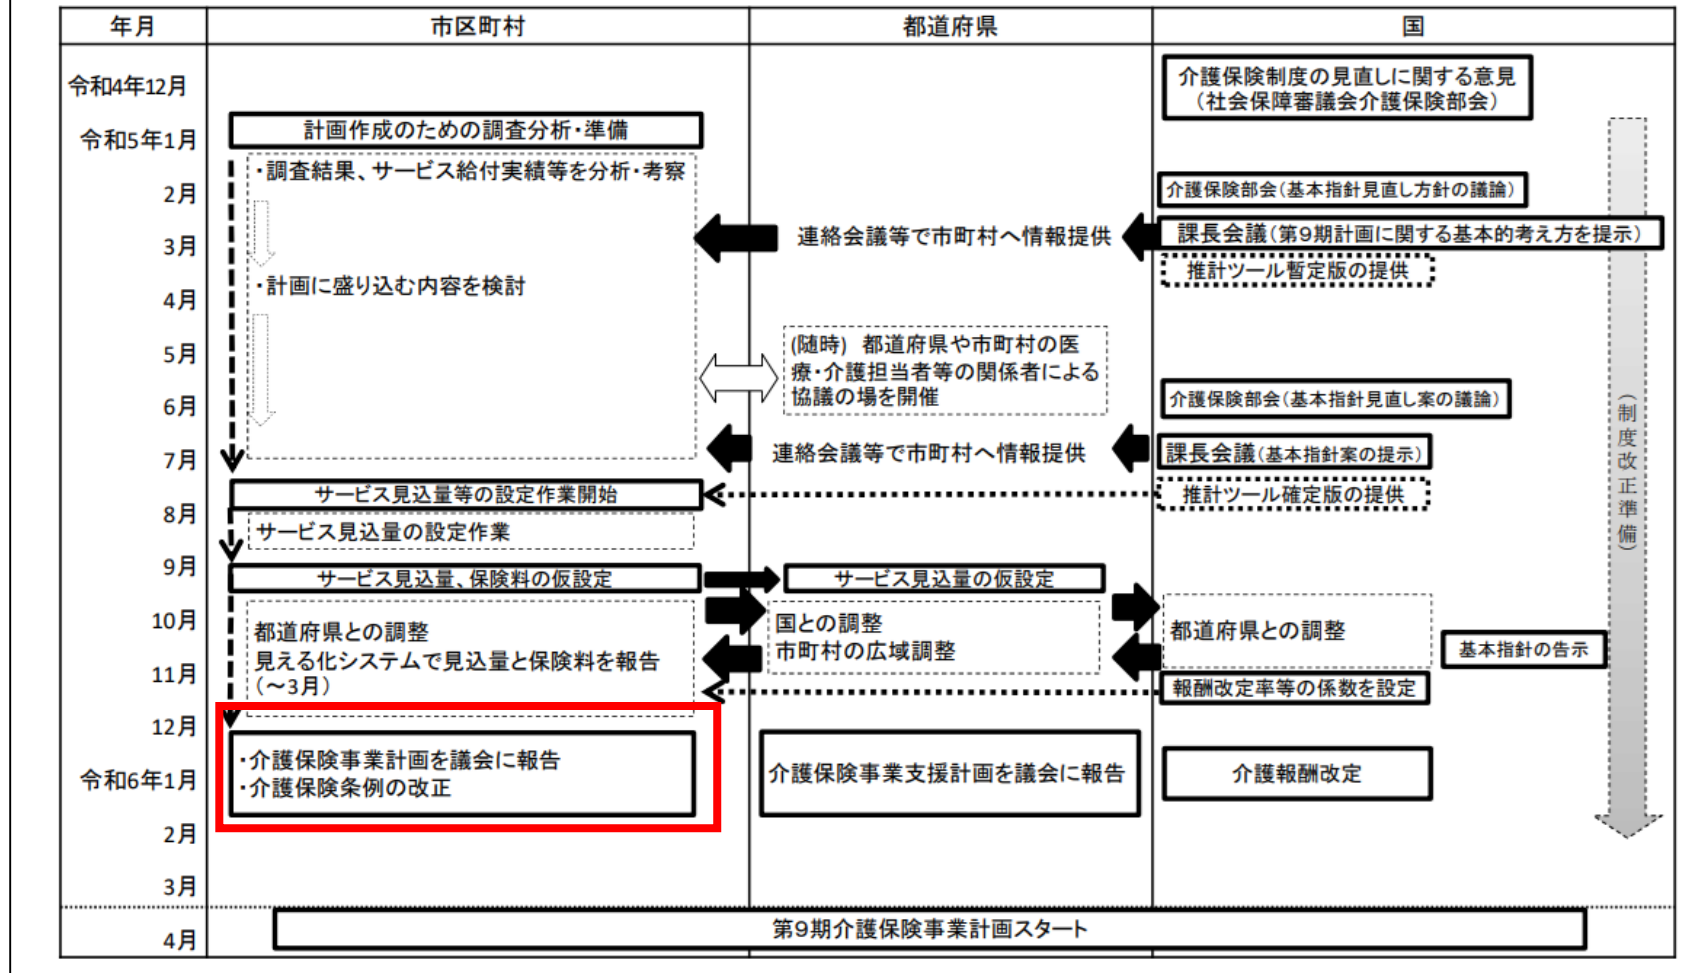 年月
市区町村
都道府県
国
令和4年12月
介護保険制度の見直しに関する意見
（社会保障審議会介護保険部会）
令和5年1月
計画作成のための調査分析・準備
・調査結果、サービス給付実績等を分析・考察
2月
介護保険部会（基本指針見直し方針の議論）
3月
連絡会議等で市町村へ情報提供
課長会議（第9期計画に関する基本的考え方を提示）
推計ツール暫定版の提供
・計画に盛り込む内容を検討
4月
5月
(随時)　都道府県や市町村の医
療・介護担当者等の関係者による
協議の場を開催
6月
介護保険部会（基本指針見直し案の議論）
7月
連絡会議等で市町村へ情報提供
課長会議（基本指針案の提示）
サービス見込量等の設定作業開始
推計ツール確定版の提供
8月
サービス見込量の設定作業
（制度改正準備）
9月
サービス見込量、保険料の仮設定
サービス見込量の仮設定
10月
都道府県との調整
見える化システムで見込量と保険料を報告
（～3月）
国との調整
市町村の広域調整
都道府県との調整
基本指針の告示
11月
報酬改定率等の係数を設定
12月
・介護保険事業計画を議会に報告
・介護保険条例の改正
介護保険事業支援計画を議会に報告
介護報酬改定
令和6年1月
2月
3月
4月
第9期介護保険事業計画スタート